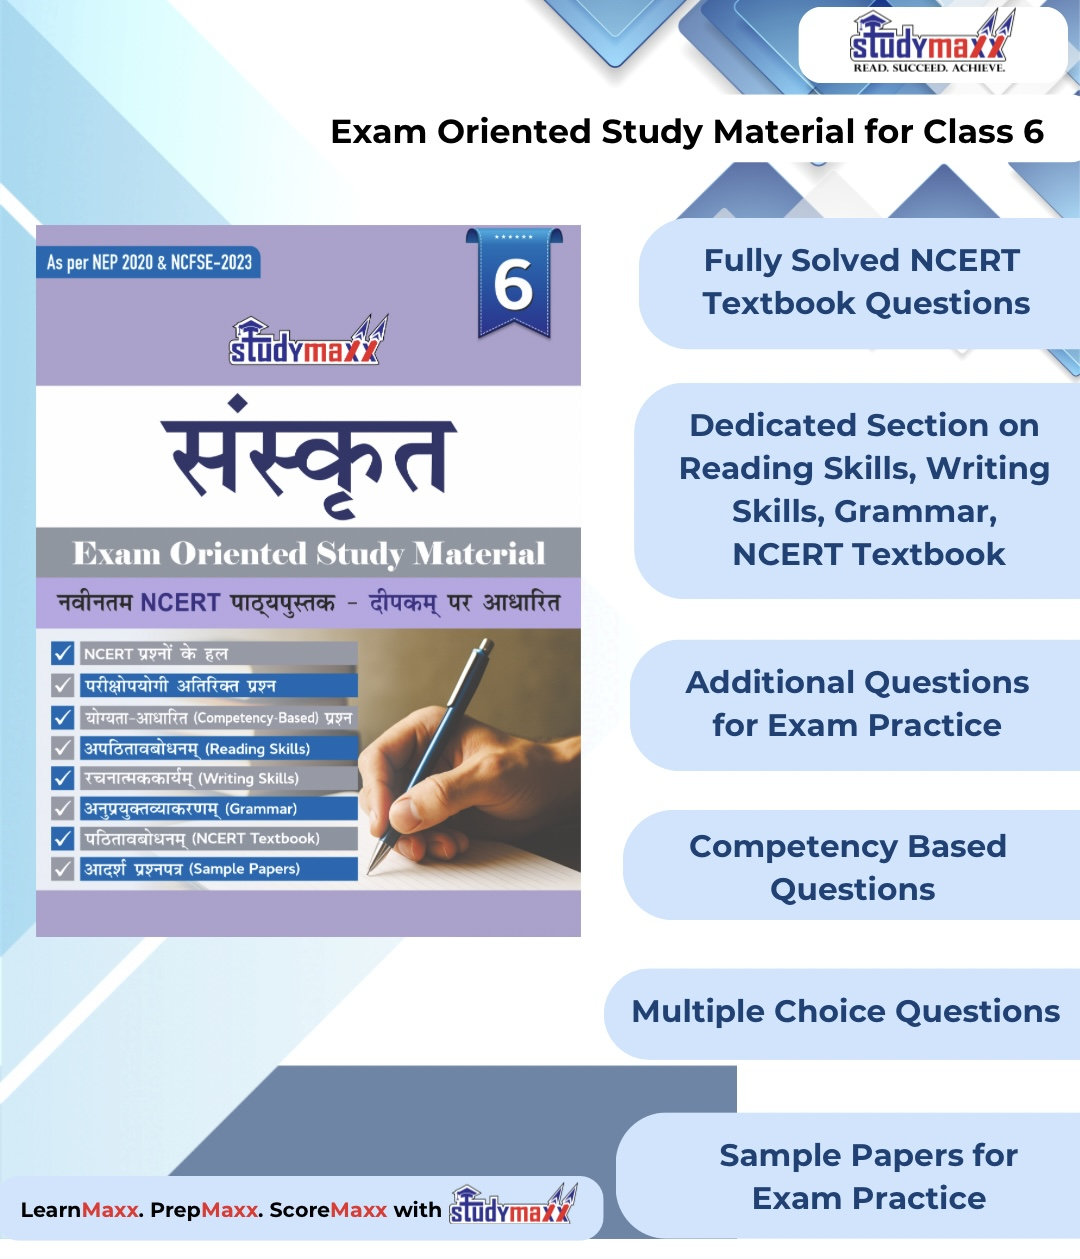 studymaxx
READ. SUCCEED. ACHIEVE.
Exam Oriented Study Material for Class 6
As per NEP 2020 & NCFSE-2023
6
studymaxx
संस्कृत
Exam Oriented Study Material
नवीनतम NCERT पाठ्यपुस्तक - दीपकम् पर आधारित
NCERT प्रश्नों के हल
परीक्षोपयोगी अतिरिक्त प्रश्न
योग्यता-आधारित (Competency-Based) प्रश्न
अपठितावबोधनम् (Reading Skills)
रचनात्मककार्यम् (Writing Skills)
अनुप्रयुक्तव्याकरणम् (Grammar)
पठितावबोधनम् (NCERT Textbook)
आदर्श प्रश्नपत्र (Sample Papers)
Fully Solved NCERT
Textbook Questions
Dedicated Section on
Reading Skills, Writing
Skills, Grammar,
NCERT Textbook
Additional Questions
for Exam Practice
Competency Based
Questions
Multiple Choice Questions
Sample Papers for
Exam Practice
LearnMaxx. PrepMaxx. ScoreMaxx with studymaxx